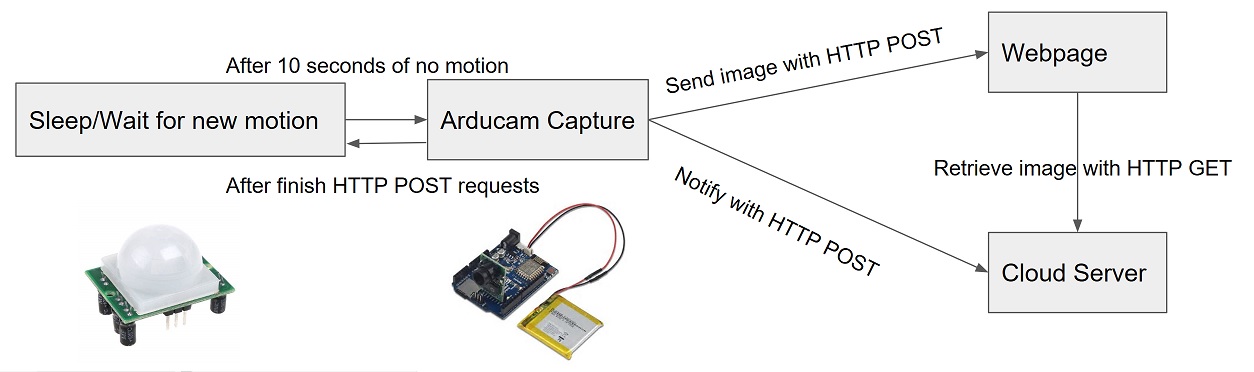 After 10 seconds of no motion
Sleep/Wait for new motion
Arducam Capture
After finish HTTP POST requests
Send image with HTTP POST
Webpage
Retrieve image with HTTP GET
Notify with HTTP POST
Cloud Server